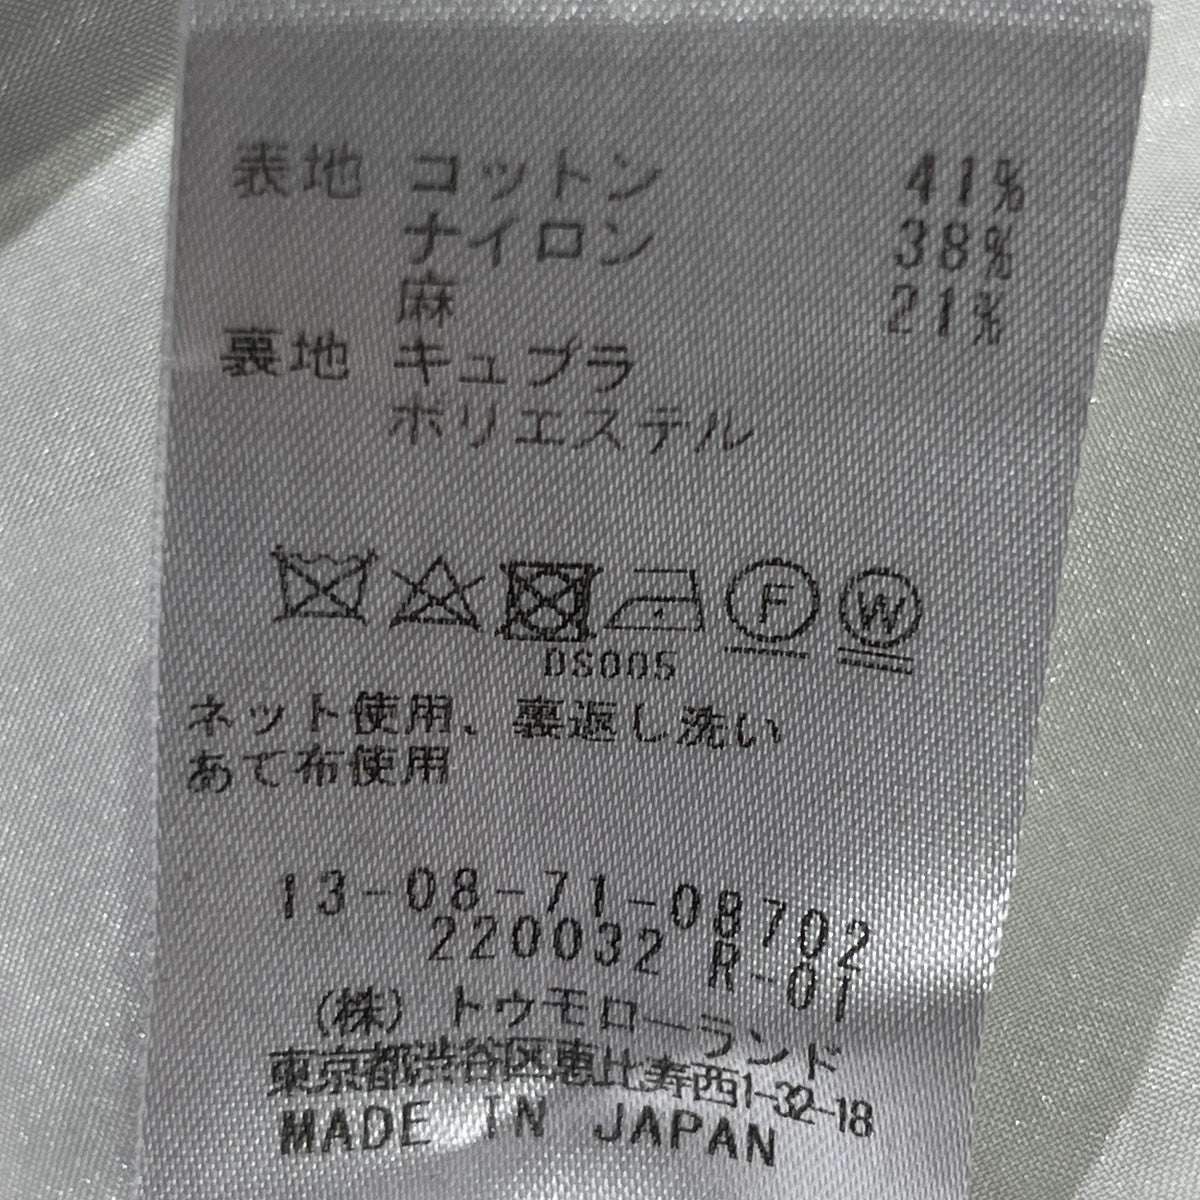 表地 コットン 41%
ナイロン 38%
麻 21%
裏地 キュプラ
ポリエステル
F W
DS005
ネット使用、裏返し洗い
あて布使用
13-08-71-08702
220032 R-01
(株)トゥモローランド
東京都渋谷区恵比寿西1-32-18
MADE IN JAPAN